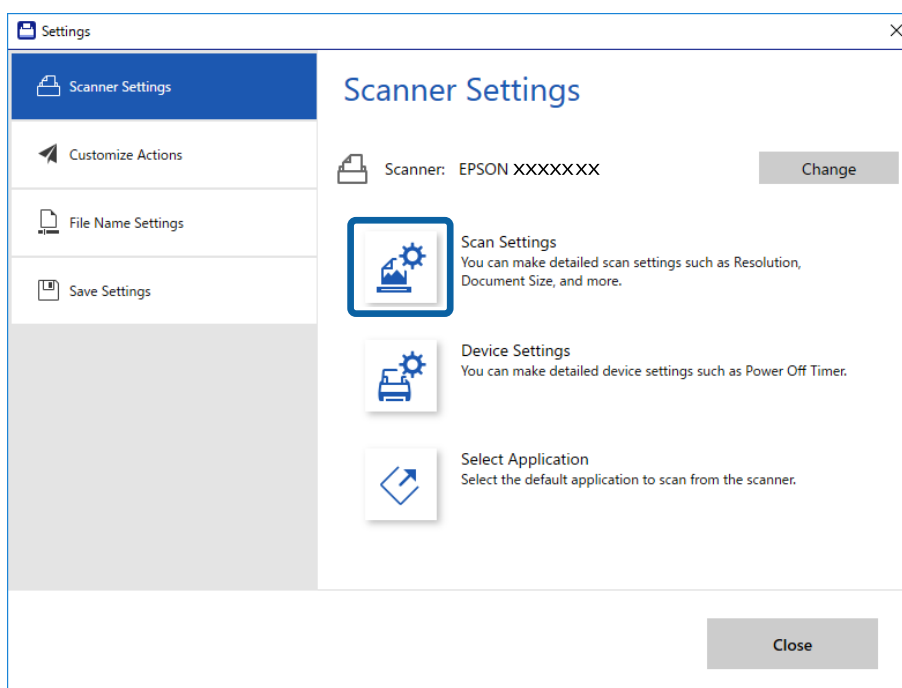 Settings
Scanner Settings
Customize Actions
File Name Settings
Save Settings
Scanner Settings
Scanner: EPSON XXXXXXX
Change
Scan Settings
You can make detailed scan settings such as Resolution,
Document Size, and more.
Device Settings
You can make detailed device settings such as Power Off Timer.
Select Application
Select the default application to scan from the scanner.
Close